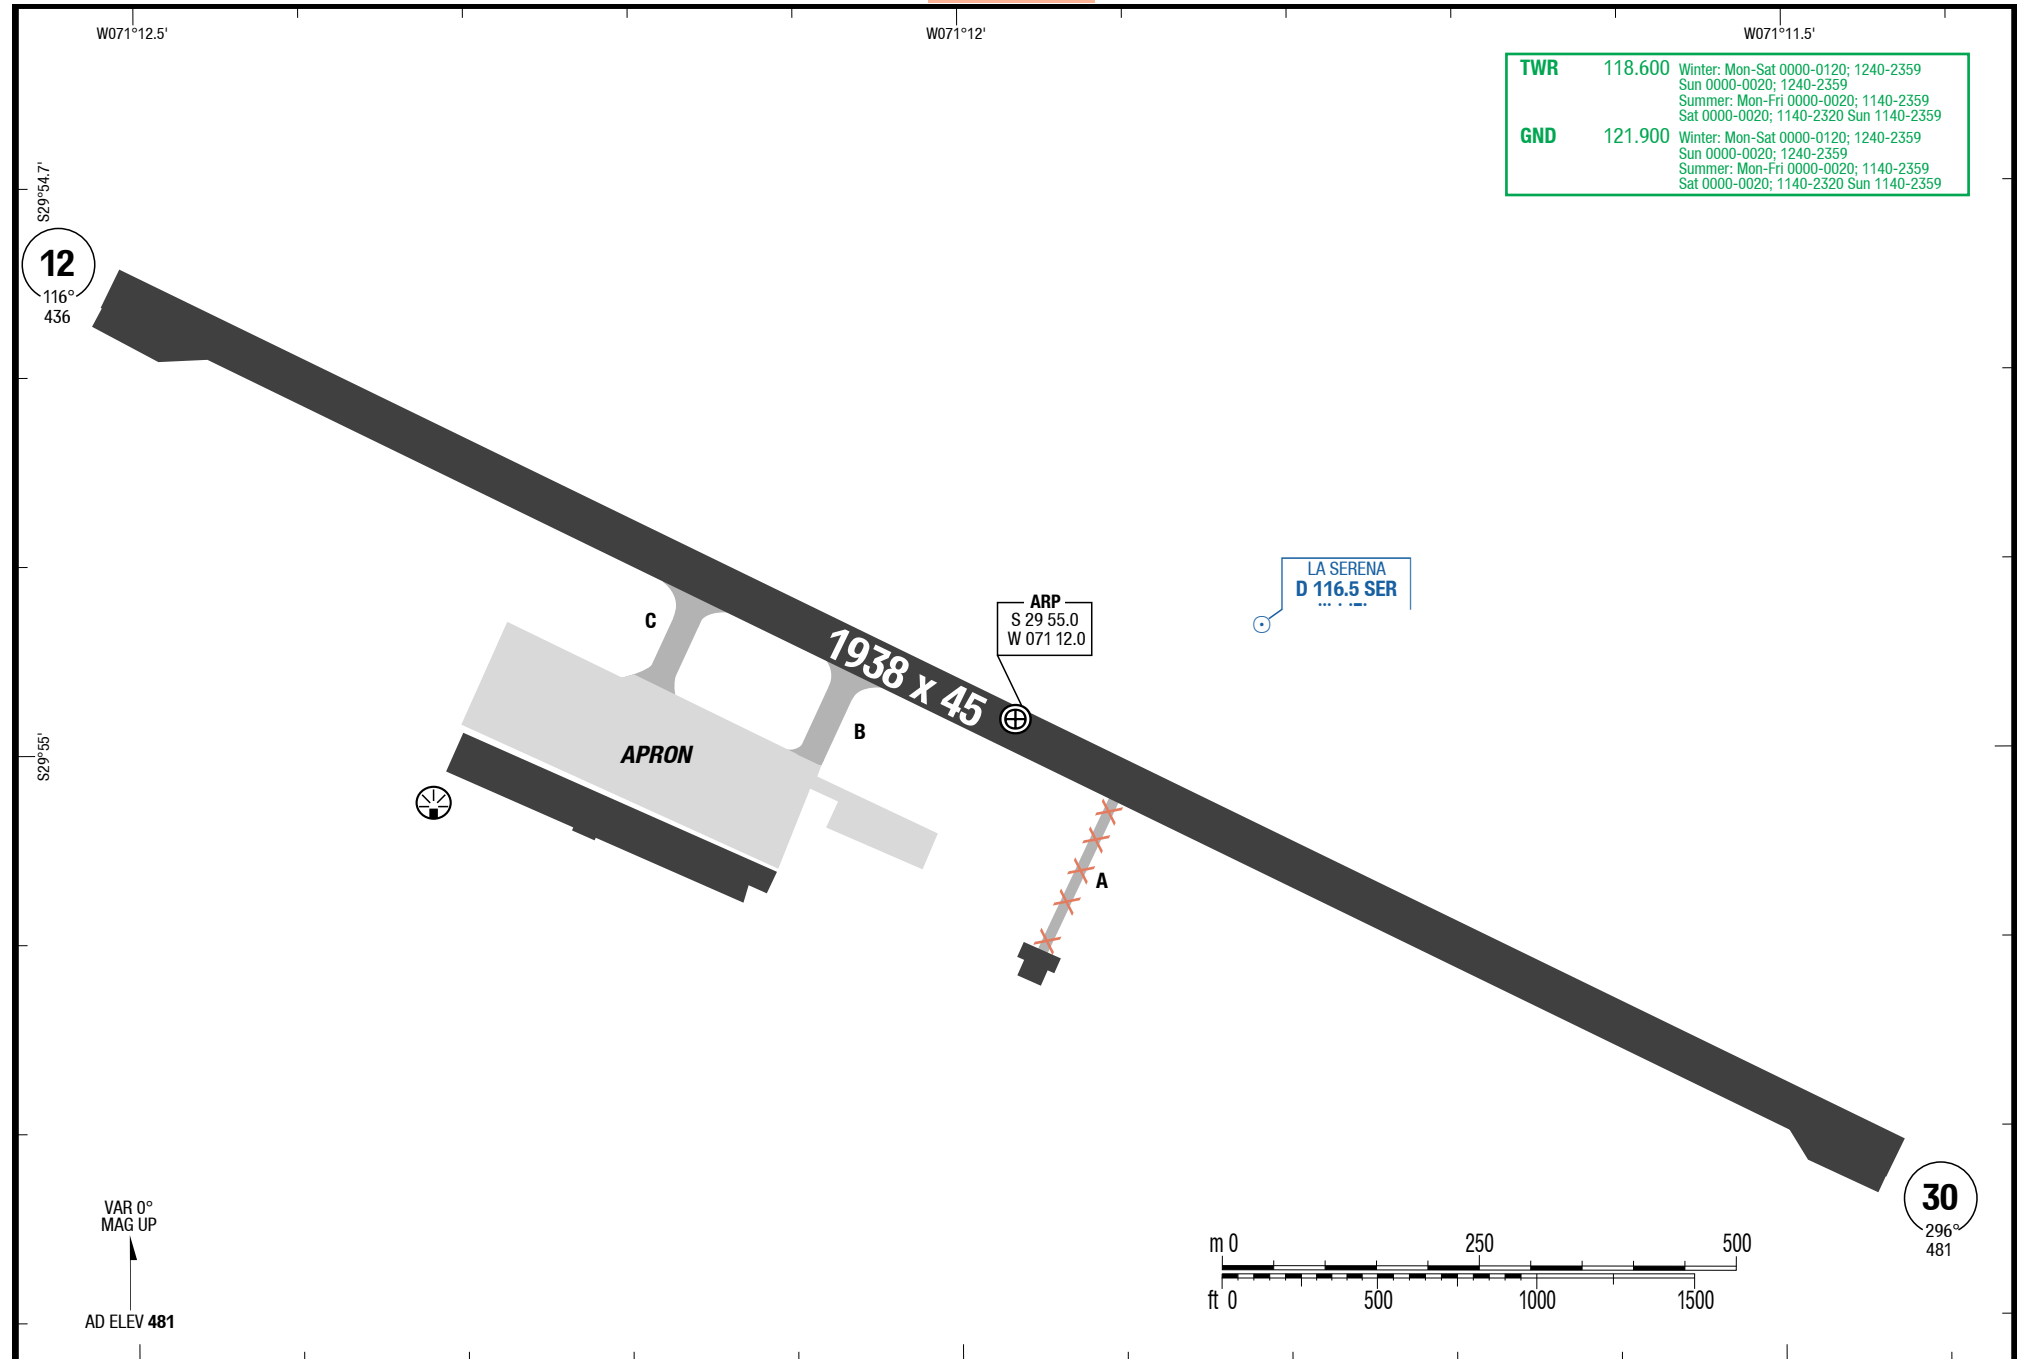 W071°12.5'
W071°12'
W071°11.5'
TWR 118.600 Winter: Mon-Sat 0000-0120; 1240-2359
Sun 0000-0020; 1240-2359
Summer: Mon-Fri 0000-0020; 1140-2359
Sat 0000-0020; 1140-2320 Sun 1140-2359
GND 121.900 Winter: Mon-Sat 0000-0120; 1240-2359
Sun 0000-0020; 1240-2359
Summer: Mon-Fri 0000-0020; 1140-2359
Sat 0000-0020; 1140-2320 Sun 1140-2359
S29°54.7'
12
116°
436
LA SERENA
D 116.5 SER
ARP
S 29 55.0
W 071 12.0
C
1938 x 45
B
APRON
S29°55'
A
30
296°
481
VAR 0°
MAG UP
AD ELEV 481
m 0 250 500
ft 0 500 1000 1500